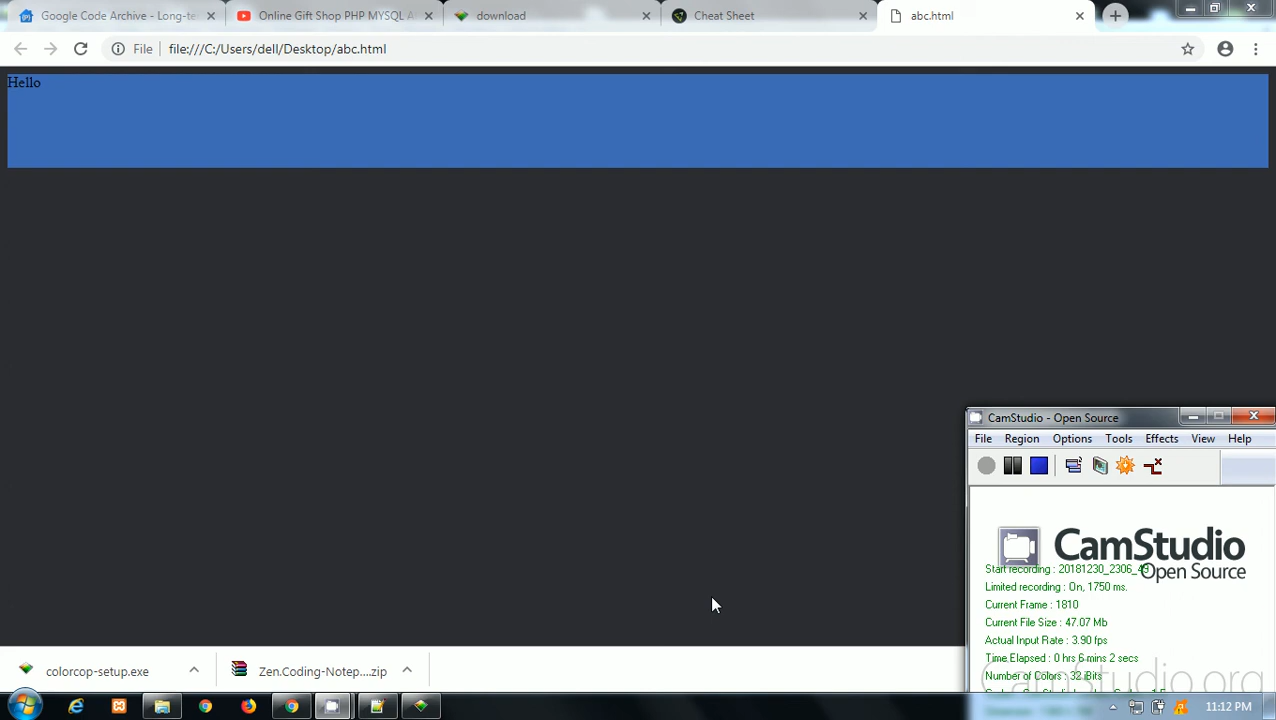 Google Code Archive - Long-te
Online Gift Shop PHP MYSQL A
download
Cheat Sheet
abc.html
File
file:///C:/Users/dell/Desktop/abc.html
Hello
CamStudio - Open Source
File Region Options Tools Effects View Help
CamStudio
Open Source
Start recording : 20181230_2306_49
Limited recording : On, 1750 ms.
Current Frame : 1810
Current File Size : 47.07 Mb
Actual Input Rate : 3.90 fps
Time Elapsed : 0 hrs 6 mins 2 secs
Number of Colors : 32 Bits
CamStudio.org
colorcop-setup.exe
Zen.Coding-Notep....zip
11:12 PM